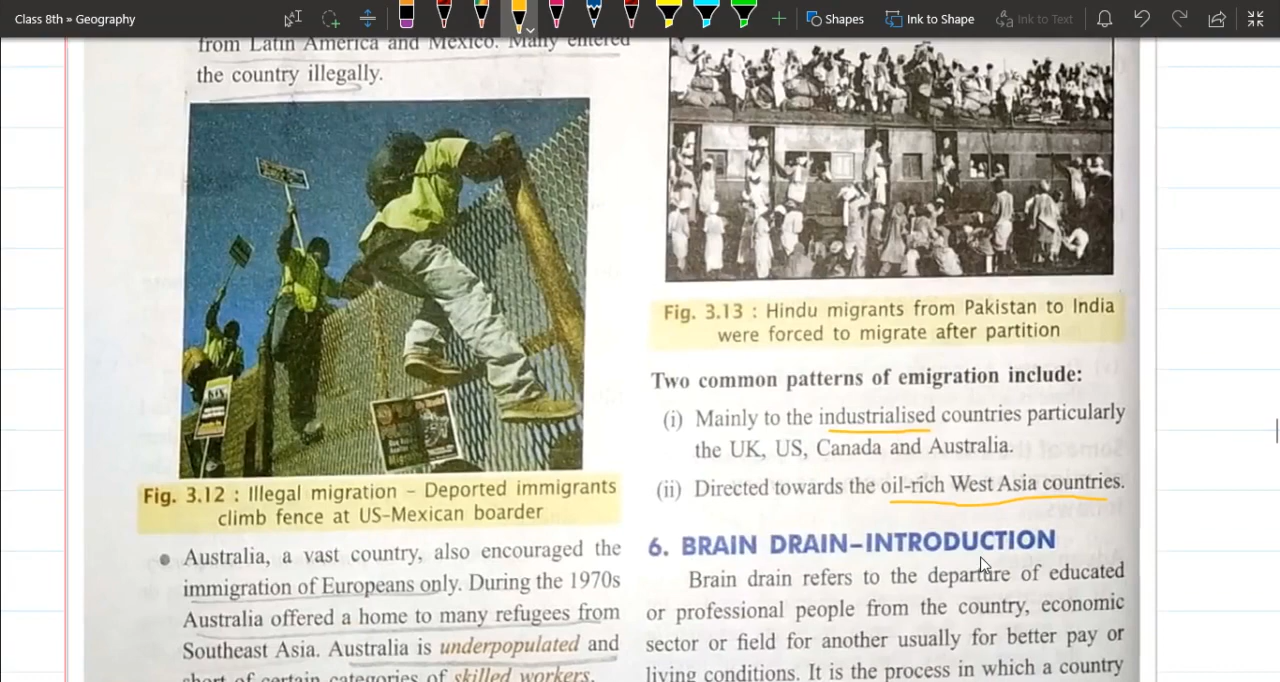 Class 8th » Geography
Shapes
Ink to Shape
Ink to Text
from Latin America and Mexico. Many entered
the country illegally.
Fig. 3.12 : Illegal migration – Deported immigrants
climb fence at US-Mexican boarder
Australia, a vast country, also encouraged the
immigration of Europeans only. During the 1970s
Australia offered a home to many refugees from
Southeast Asia. Australia is underpopulated and
short of certain categories of skilled workers.
Fig. 3.13 : Hindu migrants from Pakistan to India
were forced to migrate after partition
Two common patterns of emigration include:
(i) Mainly to the industrialised countries particularly
the UK, US, Canada and Australia.
(ii) Directed towards the oil-rich West Asia countries.
6. BRAIN DRAIN–INTRODUCTION
Brain drain refers to the departure of educated
or professional people from the country, economic
sector or field for another usually for better pay or
living conditions. It is the process in which a country